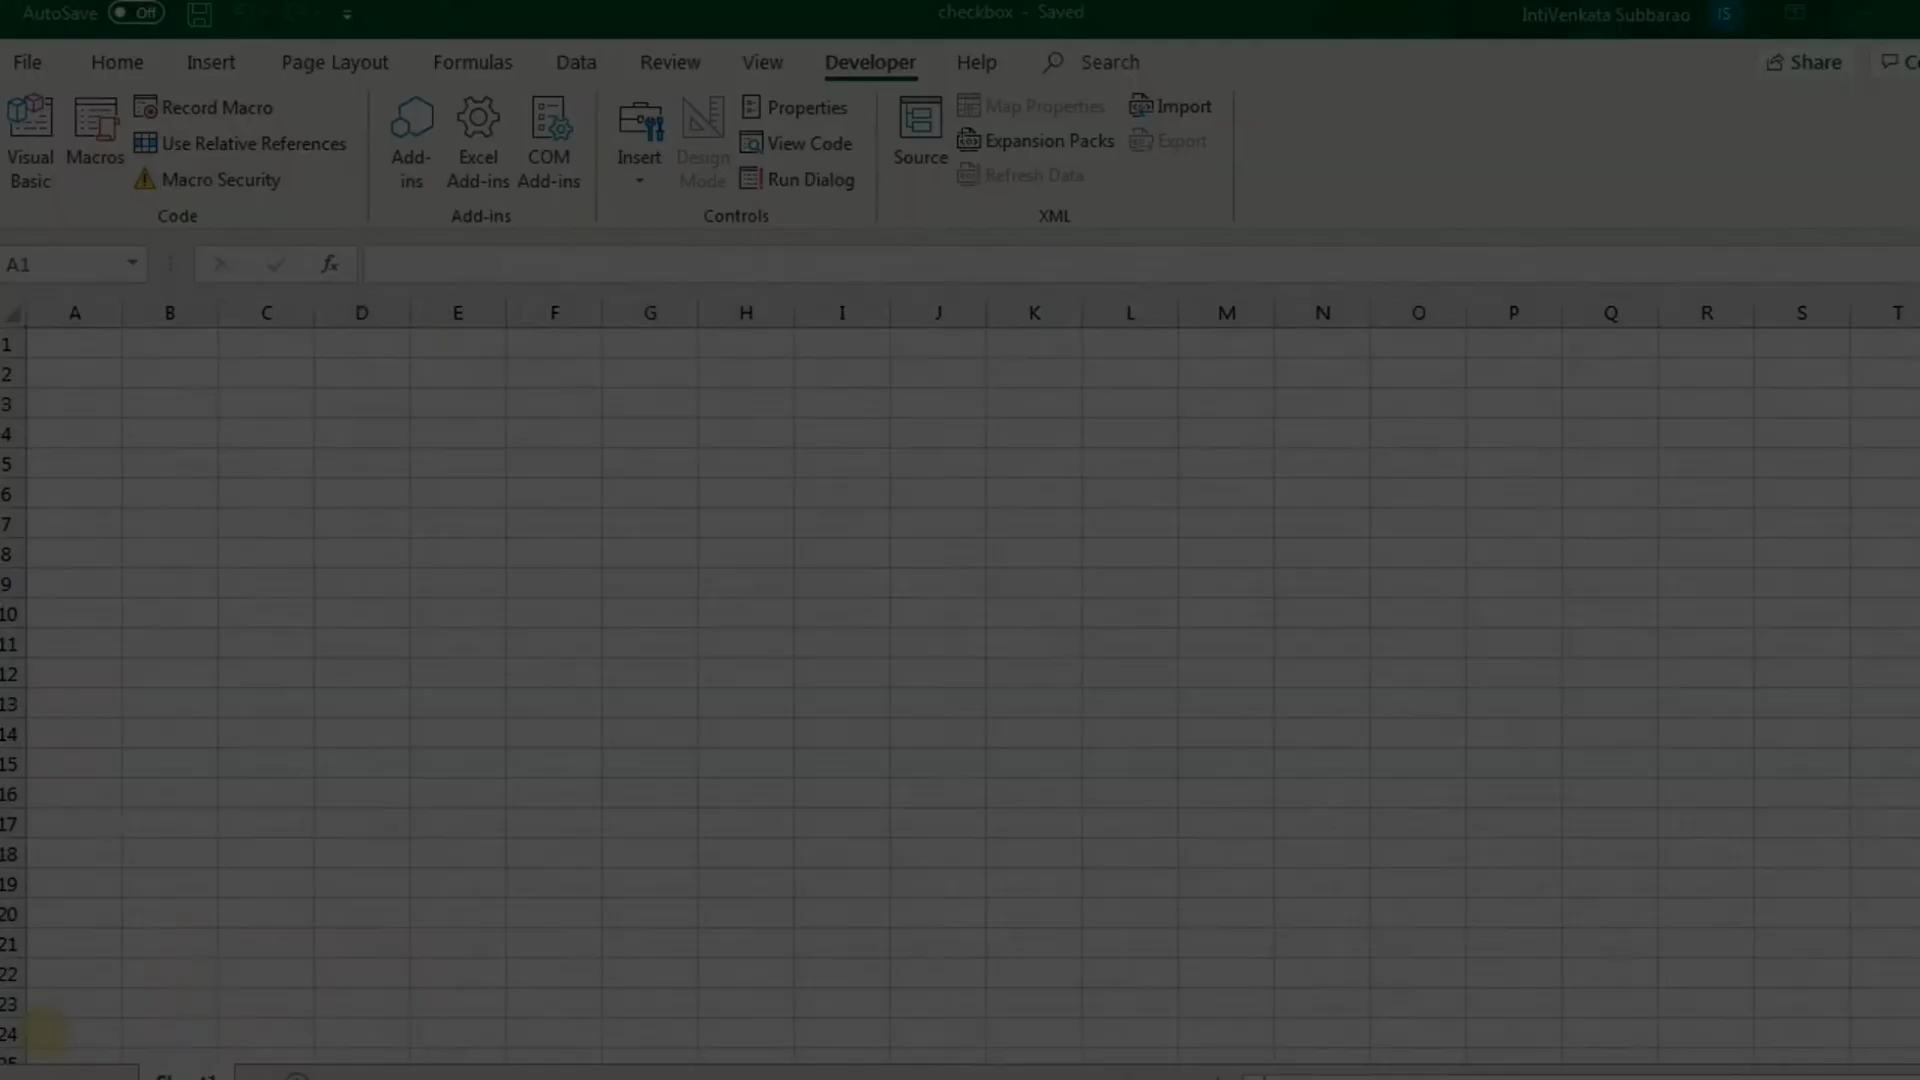 AutoSave Off checkbox - Saved IntiVenkata Subbarao IS
File Home Insert Page Layout Formulas Data Review View Developer Help Search Share
Visual Basic
Macros
Record Macro
Use Relative References
Macro Security
Code
Add-ins
Excel Add-ins
COM Add-ins
Add-ins
Insert
Design Mode
Properties
View Code
Run Dialog
Controls
Source
Map Properties
Expansion Packs
Refresh Data
Import
Export
XML
A1 fx
A B C D E F G H I J K L M N O P Q R S T
1
2
3
4
5
6
7
8
9
10
11
12
13
14
15
16
17
18
19
20
21
22
23
24